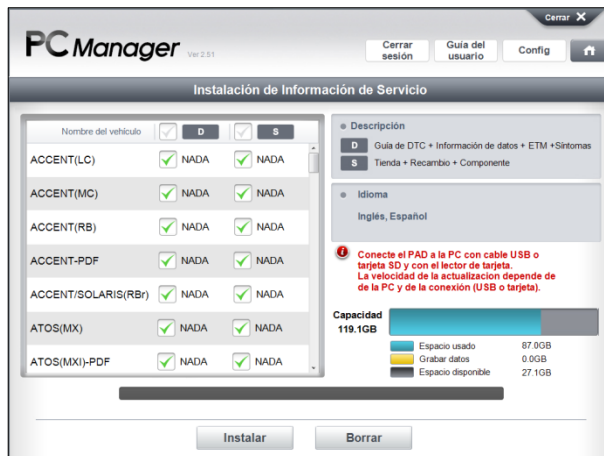 Cerrar X
PC Manager Ver 2.51
Cerrar sesión
Guía del usuario
Config
Instalación de Información de Servicio
Nombre del vehículo D S
ACCENT(LC) NADA NADA
ACCENT(MC) NADA NADA
ACCENT(RB) NADA NADA
ACCENT-PDF NADA NADA
ACCENT/SOLARIS(RBr) NADA NADA
ATOS(MX) NADA NADA
ATOS(MXI)-PDF NADA NADA
Descripción
D Guía de DTC + Información de datos + ETM +Síntomas
S Tienda + Recambio + Componente
Idioma
Inglés, Español
Conecte el PAD a la PC con cable USB o
tarjeta SD y con el lector de tarjeta.
La velocidad de la actualizacion depende de
de la PC y de la conexión (USB o tarjeta).
Capacidad
119.1GB
Espacio usado 87.0GB
Grabar datos 0.0GB
Espacio disponible 27.1GB
Instalar
Borrar